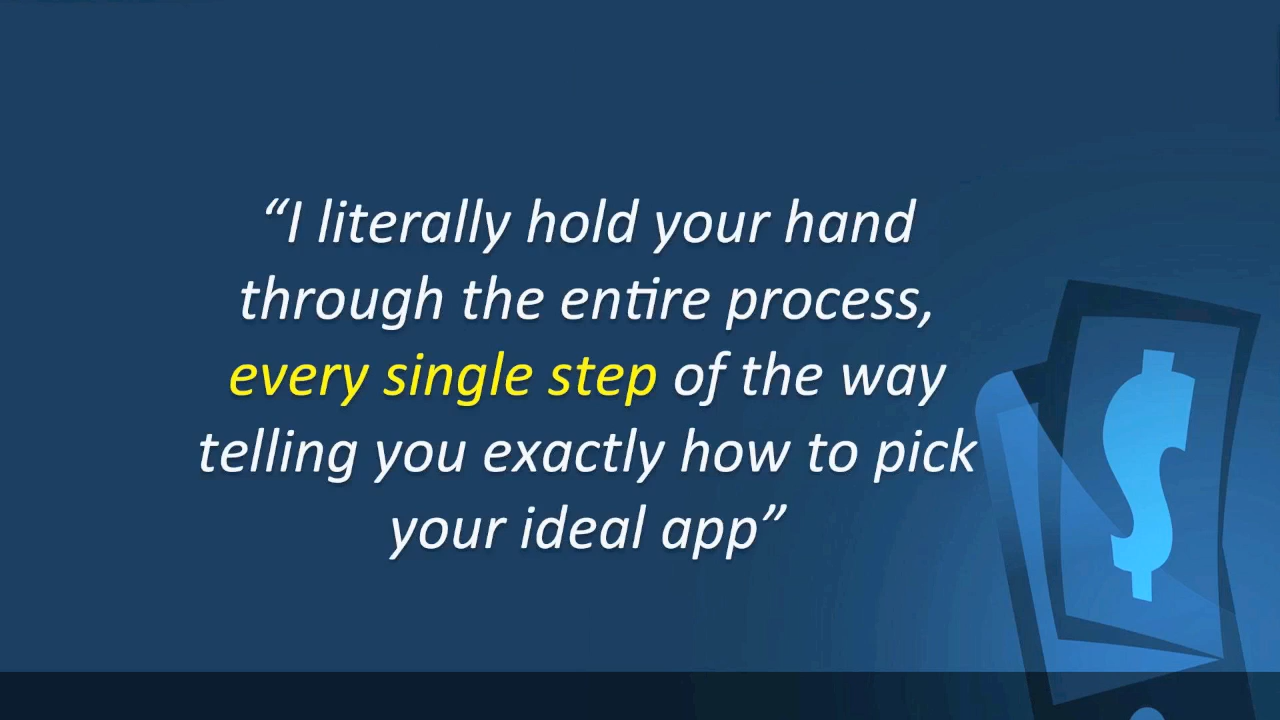 “I literally hold your hand
through the entire process,
every single step of the way
telling you exactly how to pick
your ideal app”
$